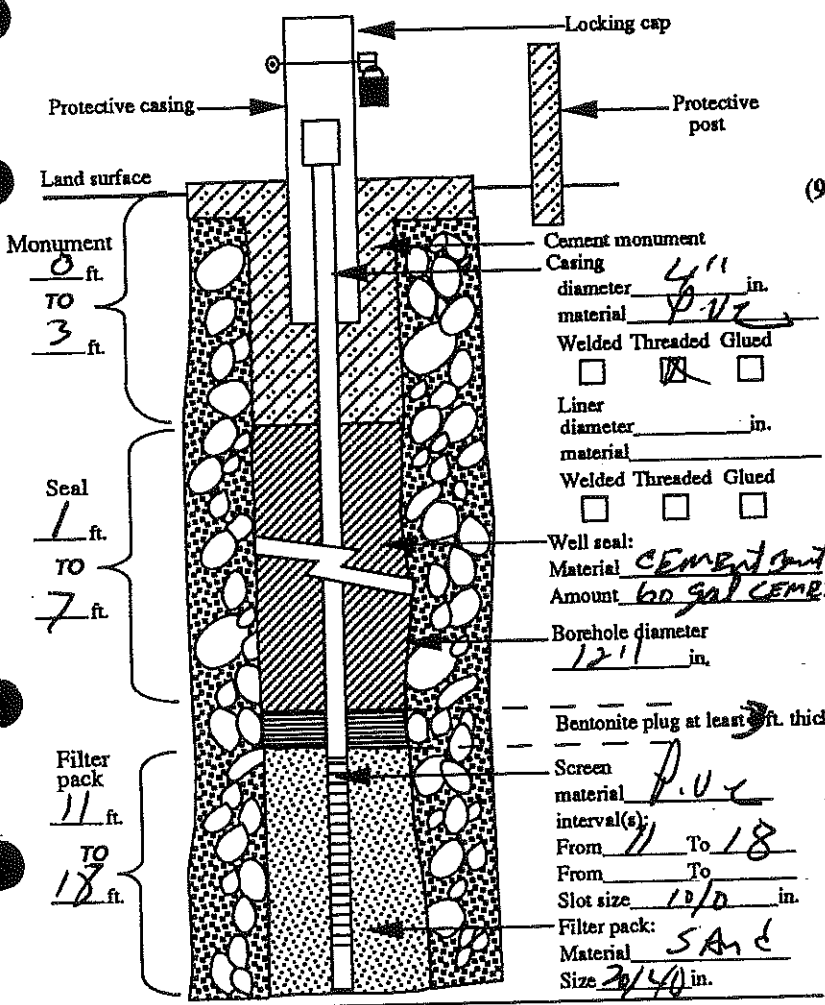 Locking cap
Protective casing
Protective
post
Land surface
(9
Monument
0 ft.
TO
3 ft.
Cement monument
Casing
diameter 4" in.
material P.V.C
Welded Threaded Glued
Liner
diameter in.
material
Welded Threaded Glued
Seal
1 ft.
TO
7 ft.
Well seal:
Material CEMENT
Amount 60 gal CEME
Borehole diameter
12" in.
Bentonite plug at least 3 ft. thick
Filter
pack
11 ft.
TO
18 ft.
Screen
material P.V.C
interval(s):
From 11 To 18
From To
Slot size in.
Filter pack:
Material SAnd
Size 20/40 in.